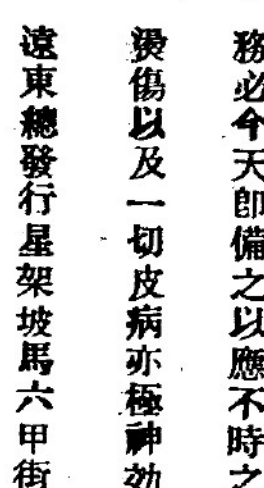 務必今天卽備之以應不時之
燙傷以及一切皮病亦極神効
遠東總發行星架坡馬六甲街